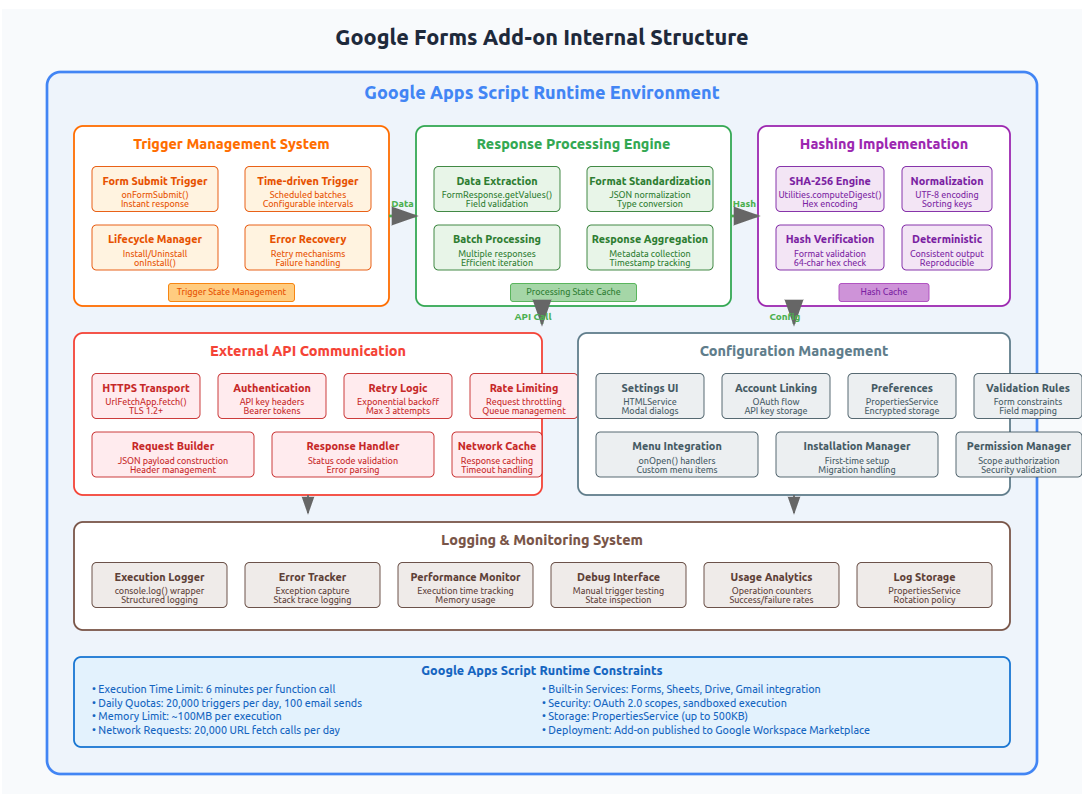 Google Forms Add-on Internal Structure
Google Apps Script Runtime Environment
Trigger Management System
Form Submit Trigger
onFormSubmit()
Instant response
Time-driven Trigger
Scheduled batches
Configurable intervals
Lifecycle Manager
Install/Uninstall
onInstall()
Error Recovery
Retry mechanisms
Failure handling
Trigger State Management
Data
Response Processing Engine
Data Extraction
FormResponse.getValues()
Field validation
Format Standardization
JSON normalization
Type conversion
Batch Processing
Multiple responses
Efficient iteration
Response Aggregation
Metadata collection
Timestamp tracking
Processing State Cache
Hash
Hashing Implementation
SHA-256 Engine
Utilities.computeDigest()
Hex encoding
Normalization
UTF-8 encoding
Sorting keys
Hash Verification
Format validation
64-char hex check
Deterministic
Consistent output
Reproducible
Hash Cache
API Call
Config
External API Communication
HTTPS Transport
UrlFetchApp.fetch()
TLS 1.2+
Authentication
API key headers
Bearer tokens
Retry Logic
Exponential backoff
Max 3 attempts
Rate Limiting
Request throttling
Queue management
Request Builder
JSON payload construction
Header management
Response Handler
Status code validation
Error parsing
Network Cache
Response caching
Timeout handling
Configuration Management
Settings UI
HTMLService
Modal dialogs
Account Linking
OAuth flow
API key storage
Preferences
PropertiesService
Encrypted storage
Validation Rules
Form constraints
Field mapping
Menu Integration
onOpen() handlers
Custom menu items
Installation Manager
First-time setup
Migration handling
Permission Manager
Scope authorization
Security validation
Logging & Monitoring System
Execution Logger
console.log() wrapper
Structured logging
Error Tracker
Exception capture
Stack trace logging
Performance Monitor
Execution time tracking
Memory usage
Debug Interface
Manual trigger testing
State inspection
Usage Analytics
Operation counters
Success/failure rates
Log Storage
PropertiesService
Rotation policy
Google Apps Script Runtime Constraints
• Execution Time Limit: 6 minutes per function call
• Daily Quotas: 20,000 triggers per day, 100 email sends
• Memory Limit: ~100MB per execution
• Network Requests: 20,000 URL fetch calls per day
• Built-in Services: Forms, Sheets, Drive, Gmail integration
• Security: OAuth 2.0 scopes, sandboxed execution
• Storage: PropertiesService (up to 500KB)
• Deployment: Add-on published to Google Workspace Marketplace